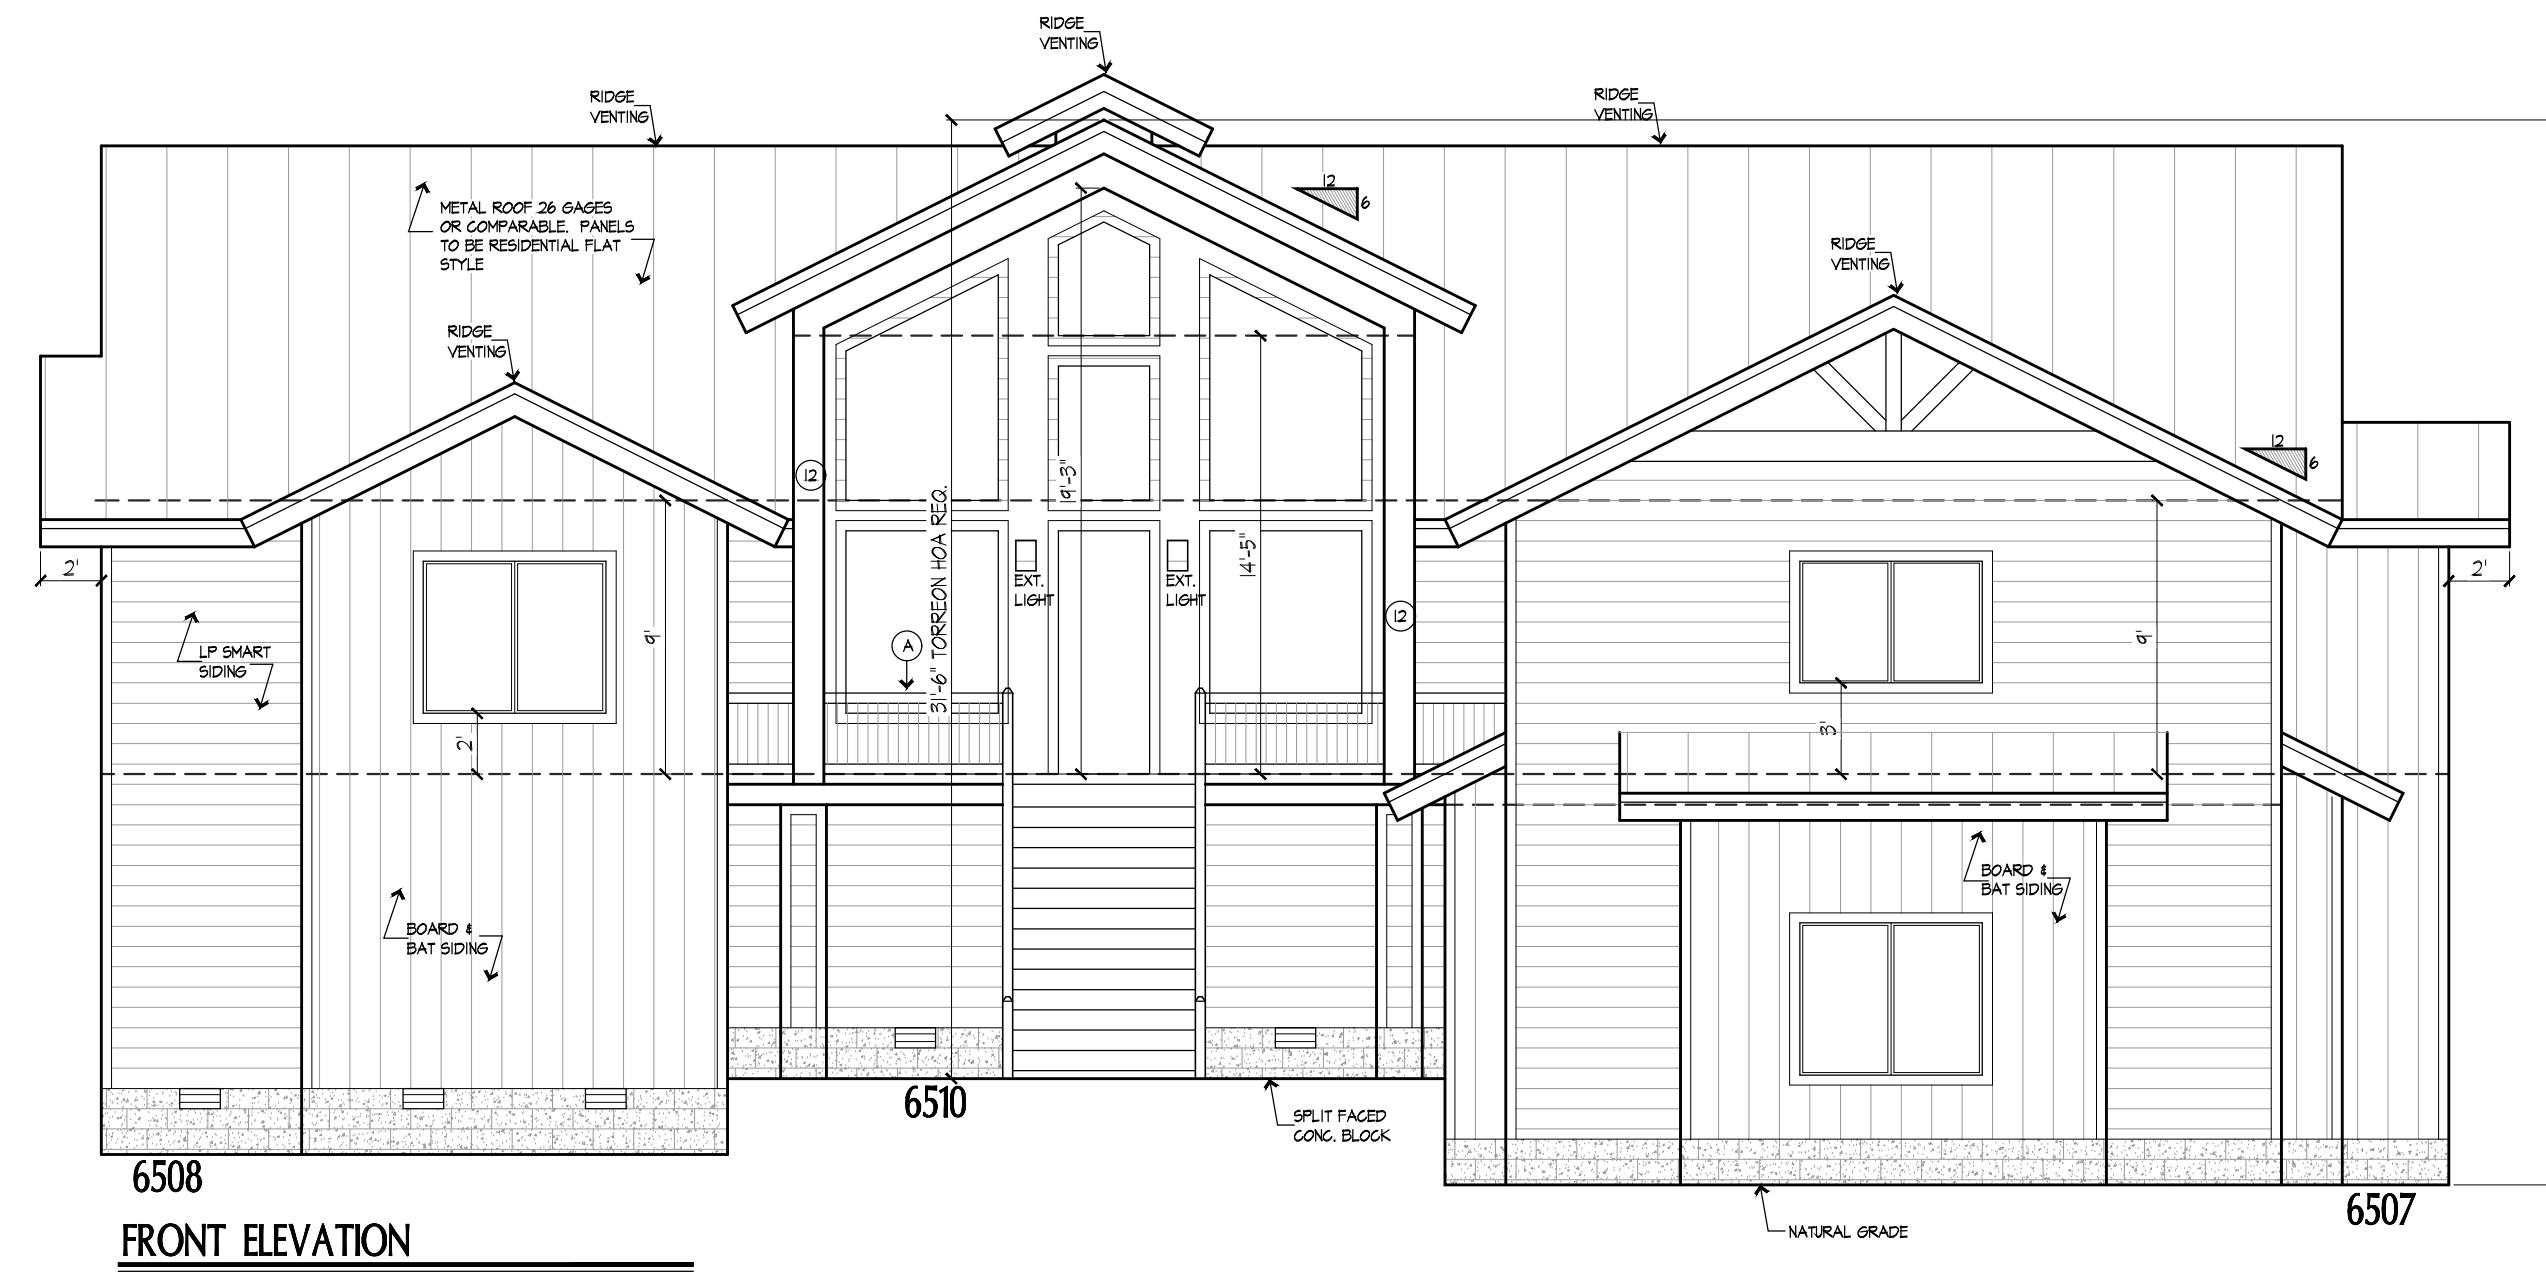 RIDGE
VENTING
RIDGE
VENTING
RIDGE
VENTING
12
6
METAL ROOF 26 GAGES
OR COMPARABLE. PANELS
TO BE RESIDENTIAL FLAT
STYLE
RIDGE
VENTING
RIDGE
VENTING
12
6
12
19'-3"
31'-6" TORREON HOA REQ.
14'-5"
2'
2'
EXT.
LIGHT
EXT.
LIGHT
12
9'
9'
A
LP SMART
SIDING
2'
3'
BOARD &
BAT SIDING
BOARD &
BAT SIDING
6510
SPLIT FACED
CONC. BLOCK
6508
6507
NATURAL GRADE
FRONT ELEVATION